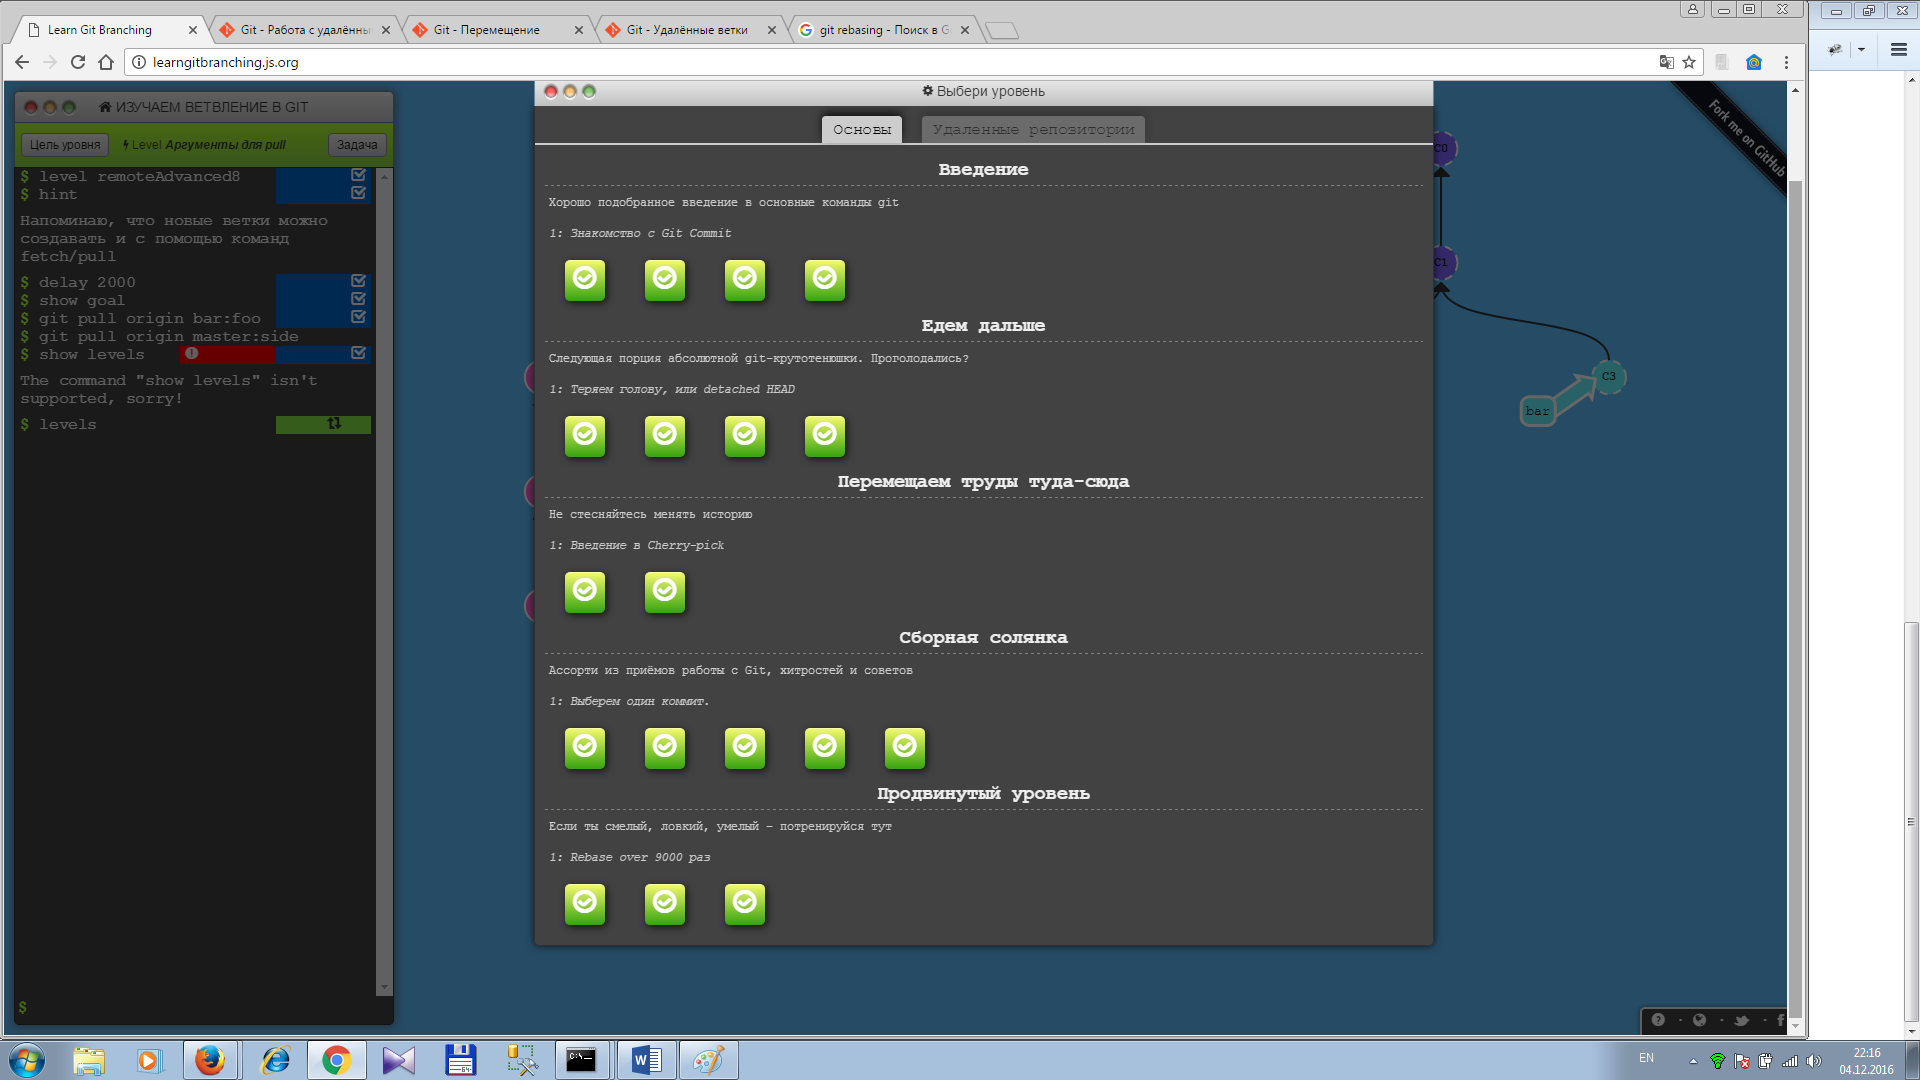 Learn Git Branching
Git - Работа с удалённы
Git - Перемещение
Git - Удалённые ветки
git rebasing - Поиск в G
learngitbranching.js.org
ИЗУЧАЕМ ВЕТВЛЕНИЕ В GIT
Цель уровня
Level Аргументы для pull
Задача
$ level remoteAdvanced8
$ hint
Напоминаю, что новые ветки можно
создавать и с помощью команд
fetch/pull
$ delay 2000
$ show goal
$ git pull origin bar:foo
$ git pull origin master:side
$ show levels
The command "show levels" isn't
supported, sorry!
$ levels
$
Выбери уровень
Основы
Удаленные репозитории
Введение
Хорошо подобранное введение в основные команды git
1: Знакомство с Git Commit
Едем дальше
Следующая порция абсолютной git-крутотенюшки. Проголодались?
1: Теряем голову, или detached HEAD
Перемещаем труды туда-сюда
Не стесняйтесь менять историю
1: Введение в Cherry-pick
Сборная солянка
Ассорти из приёмов работы с Git, хитростей и советов
1: Выберем один коммит.
Продвинутый уровень
Если ты смелый, ловкий, умелый - потренируйся тут
1: Rebase over 9000 раз
C0
C1
C3
bar
Fork me on GitHub
EN
22:16
04.12.2016